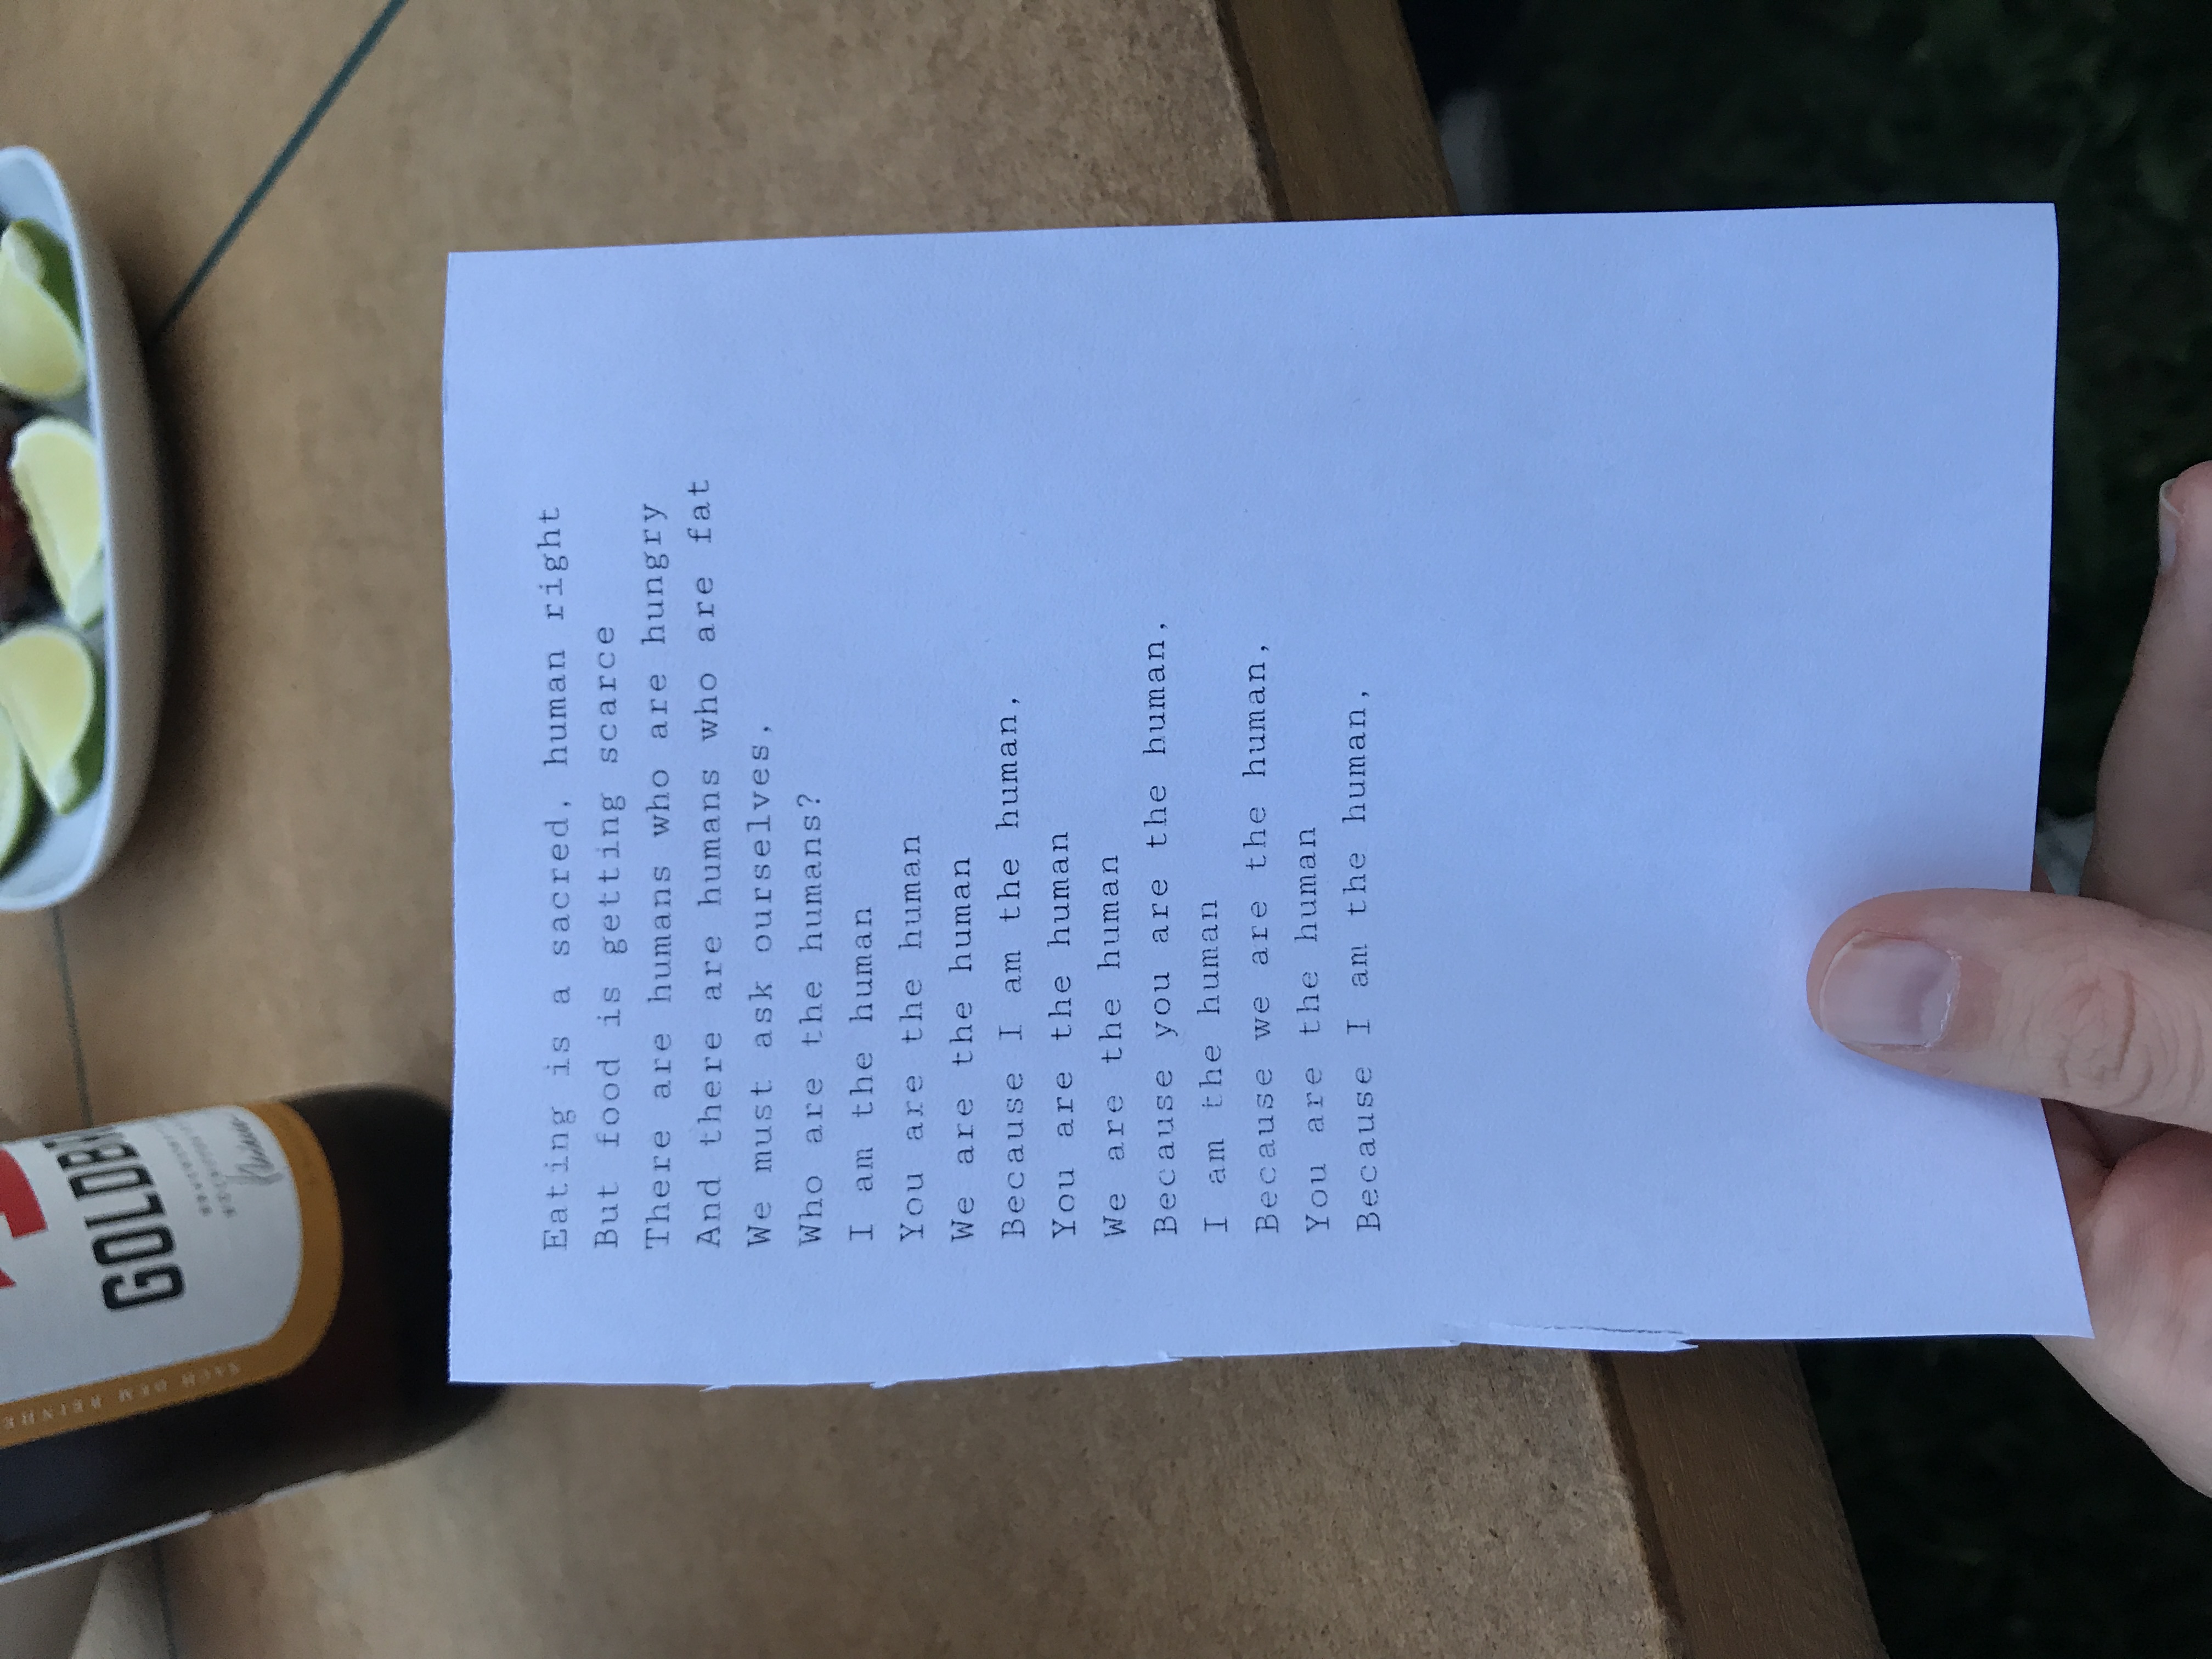 GOLDB
Eating is a sacred, human right
But food is getting scarce
There are humans who are hungry
And there are humans who are fat
We must ask ourselves,
Who are the humans?
I am the human
You are the human
We are the human
Because I am the human,
You are the human
We are the human
Because you are the human,
I am the human
Because we are the human,
You are the human
Because I am the human,